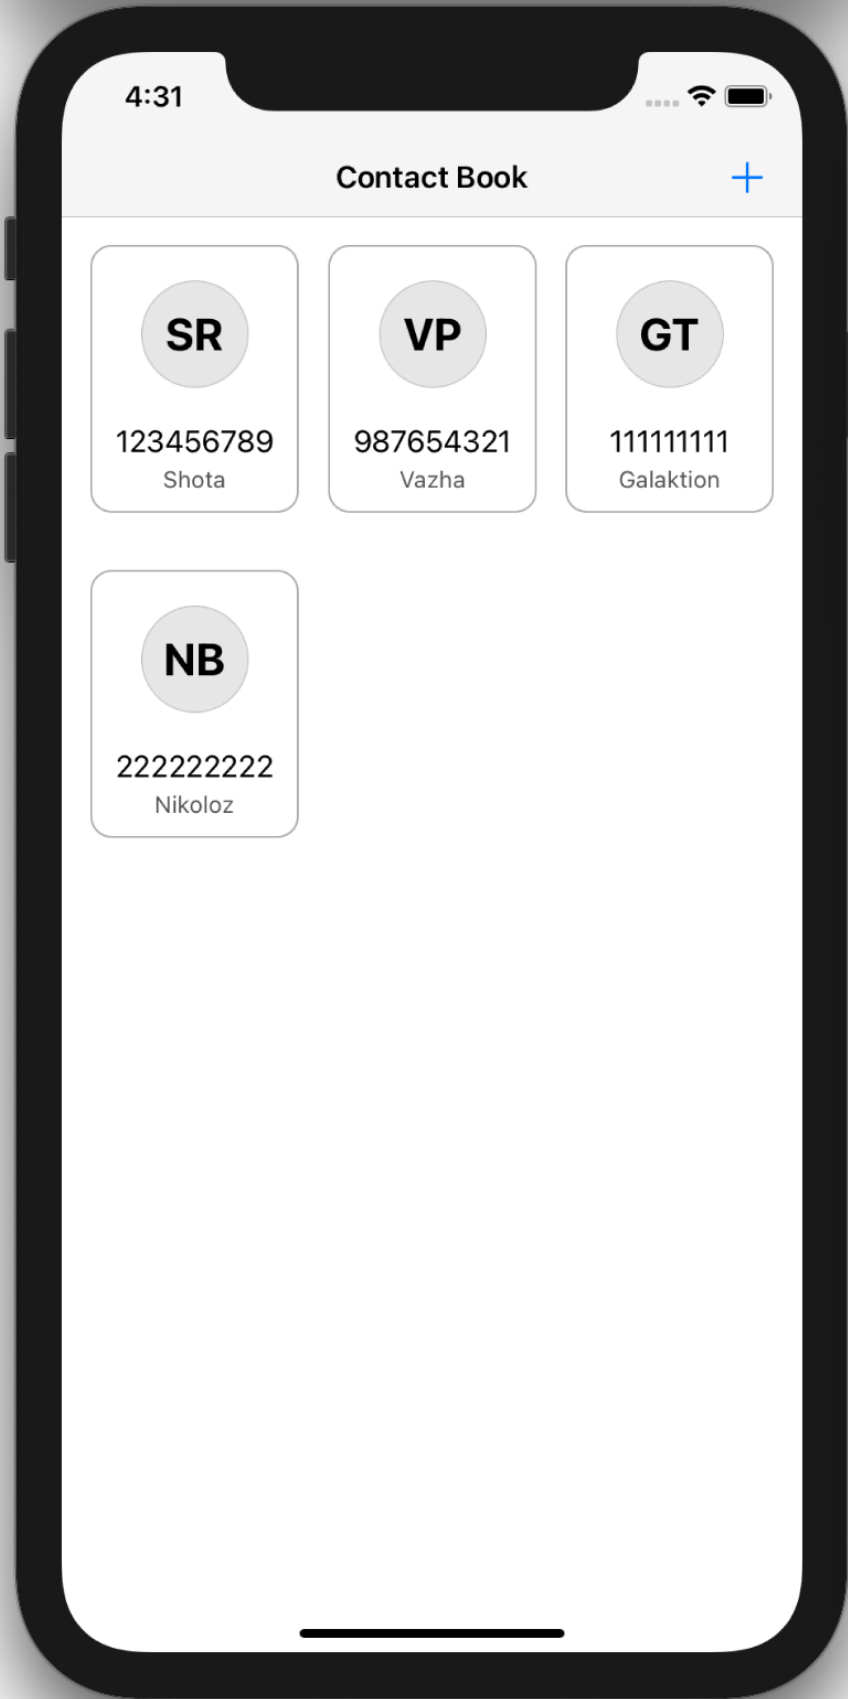 4:31
Contact Book
SR
123456789
Shota
VP
987654321
Vazha
GT
111111111
Galaktion
NB
222222222
Nikoloz